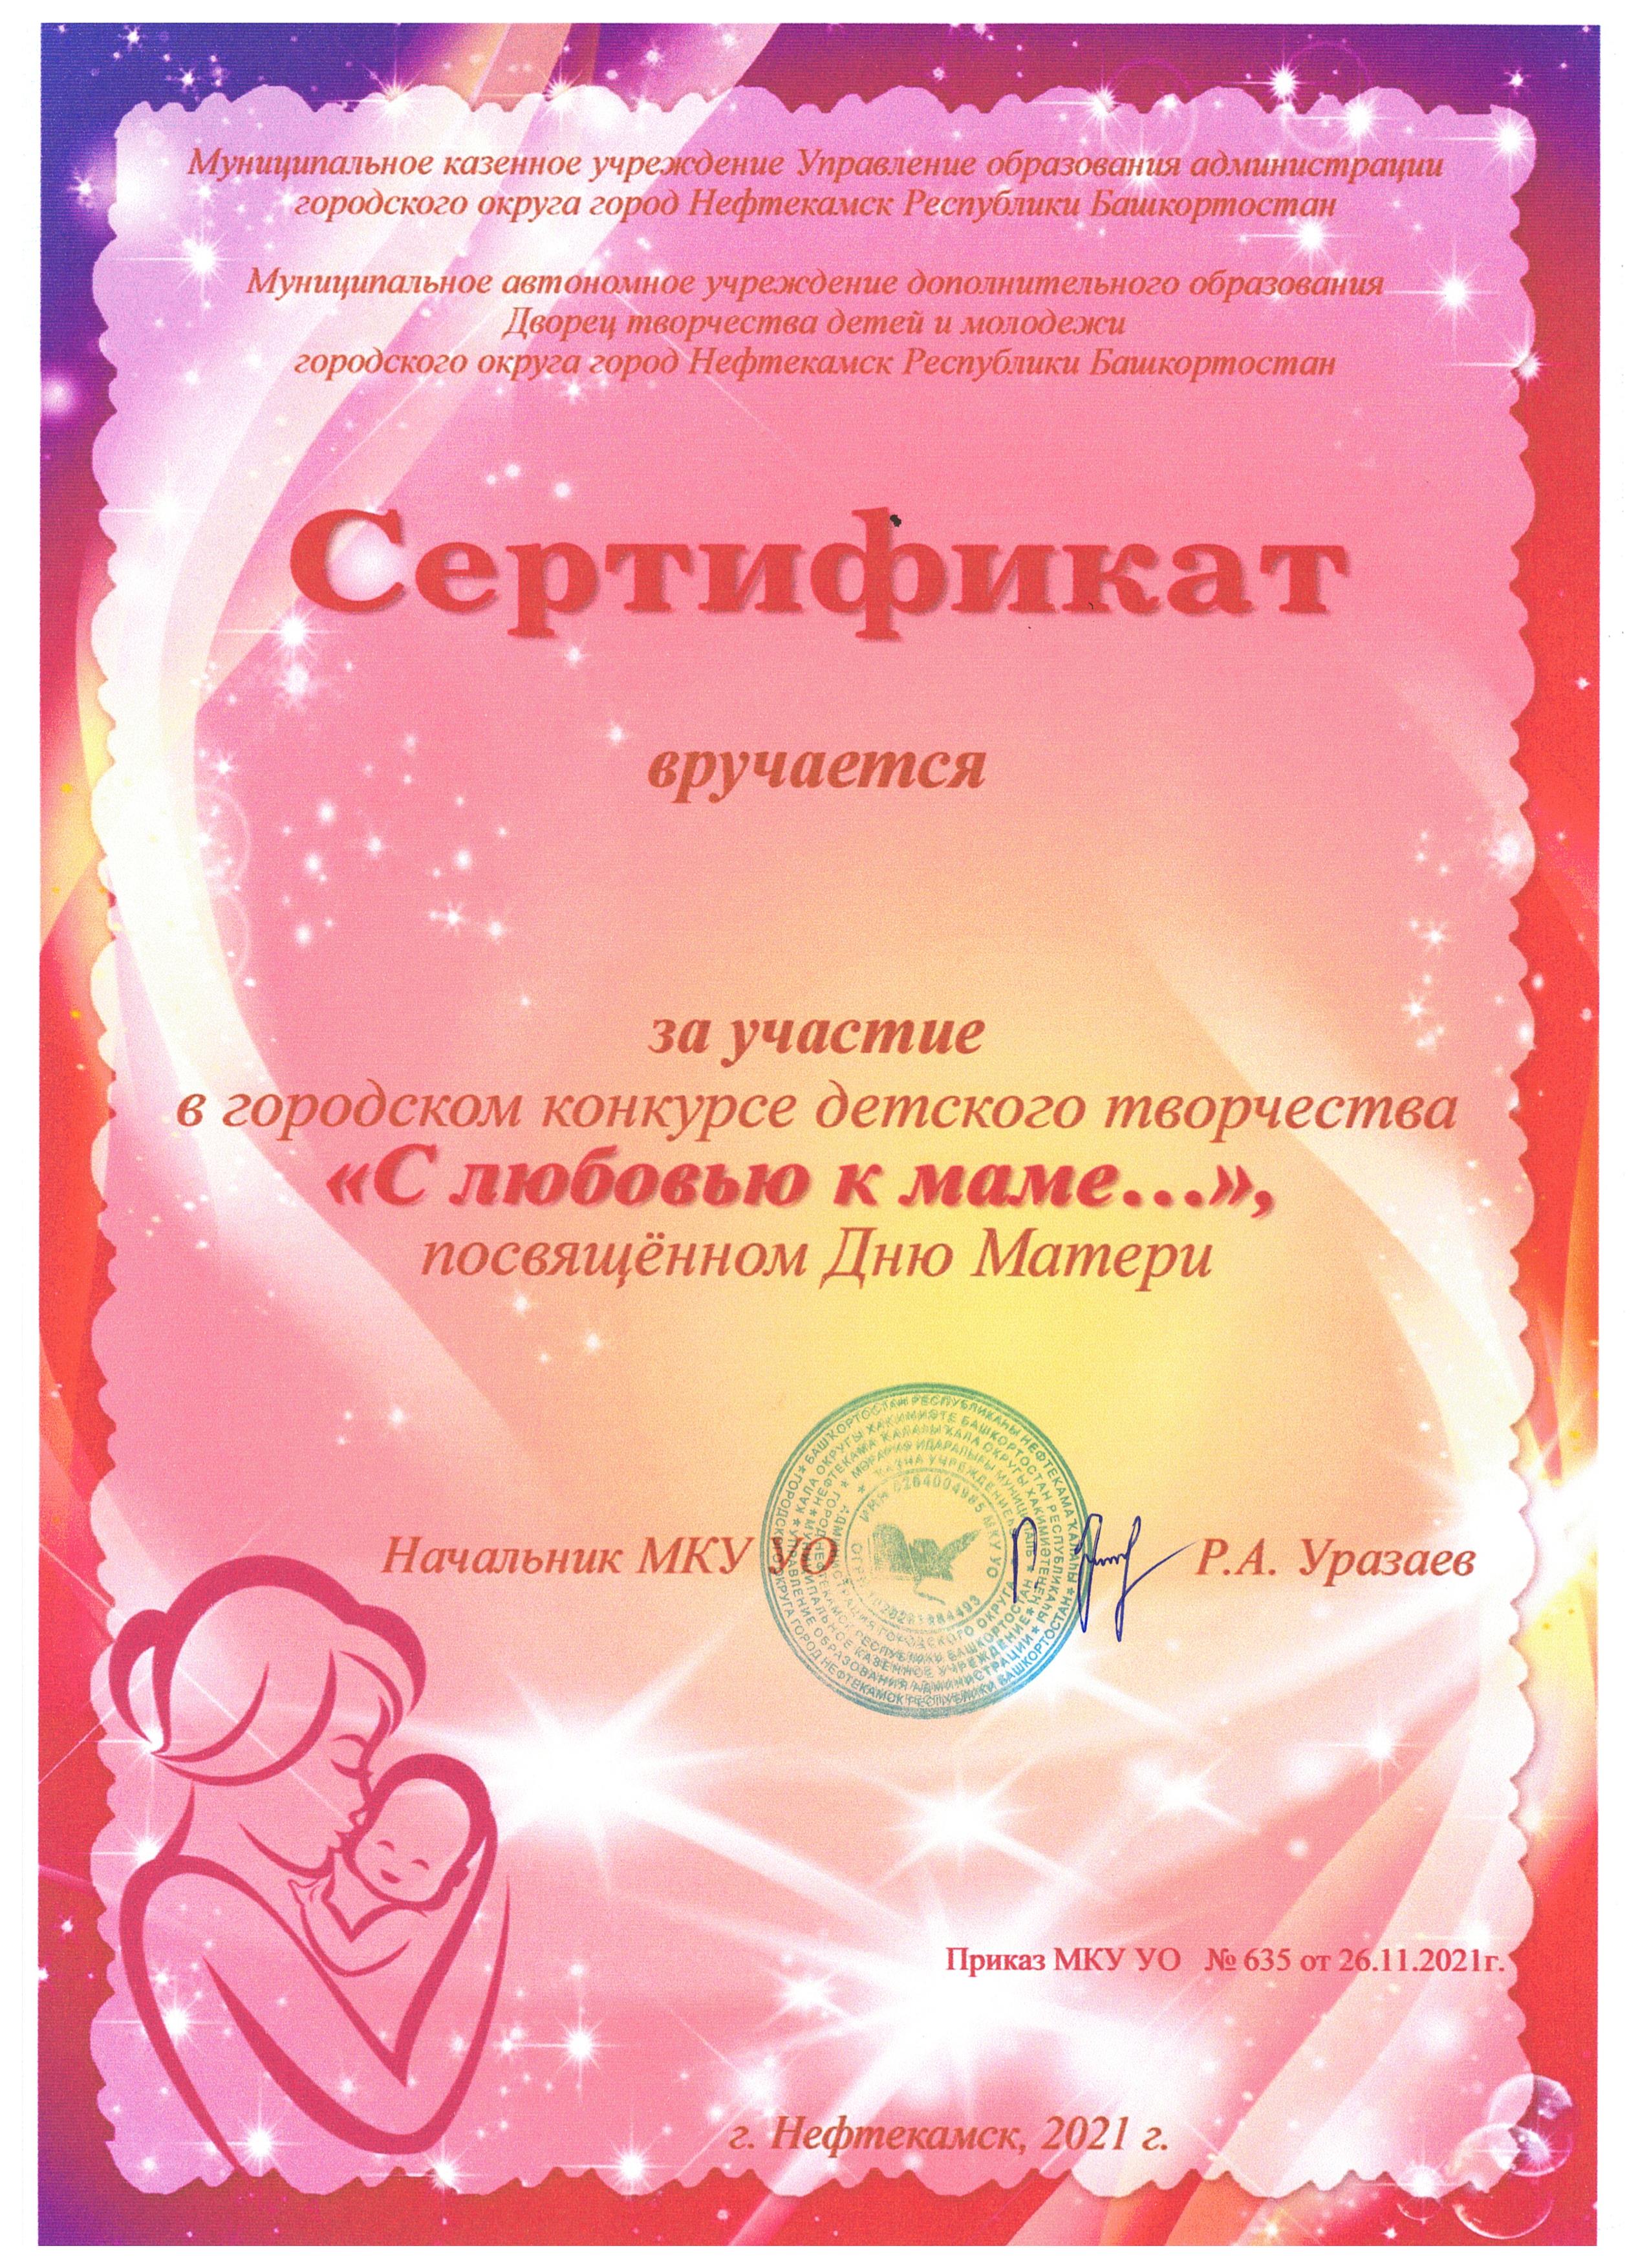 Муниципальное казенное учреждение Управление образования администрации
городского округа город Нефтекамск Республики Башкортостан
Муниципальное автономное учреждение дополнительного образования
Дворец творчества детей и молодежи
городского округа город Нефтекамск Республики Башкортостан
Сертификат
вручается
за участие
в городском конкурсе детского творчества
«С любовью к маме…»,
посвящённом Дню Матери
Начальник МКУ УО Р.А. Уразаев
Приказ МКУ УО № 635 от 26.11.2021г.
г. Нефтекамск, 2021 г.